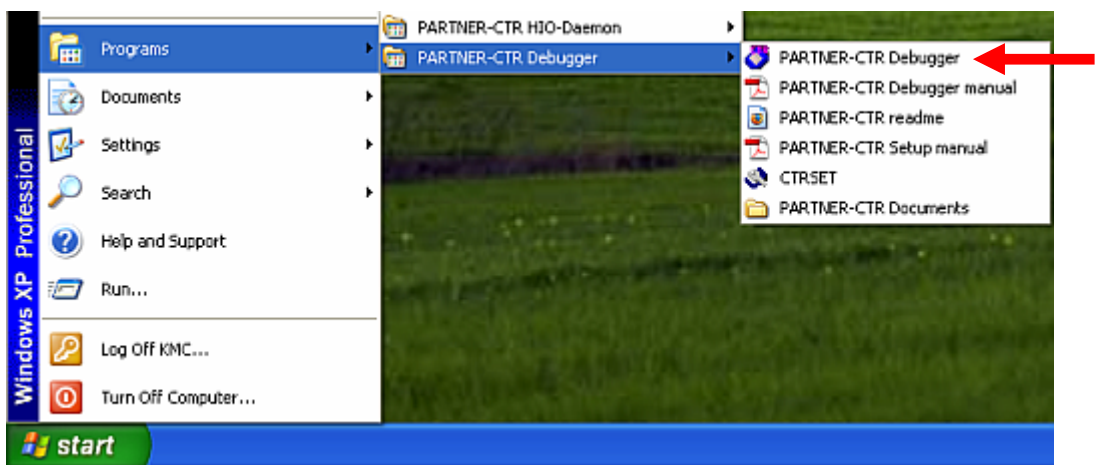 Windows XP Professional
Programs
Documents
Settings
Search
Help and Support
Run...
Log Off KMC...
Turn Off Computer...
start
PARTNER-CTR HIO-Daemon
PARTNER-CTR Debugger
PARTNER-CTR Debugger
PARTNER-CTR Debugger manual
PARTNER-CTR readme
PARTNER-CTR Setup manual
CTRSET
PARTNER-CTR Documents